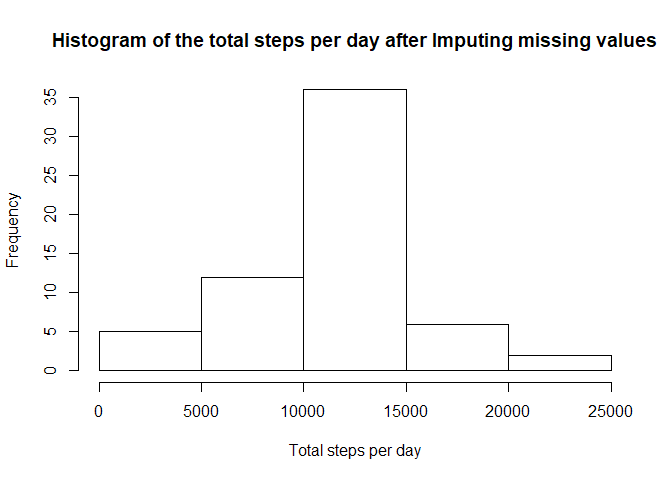 Histogram of the total steps per day after Imputing missing values
Frequency
35
30
25
20
15
10
5
0
0 5000 10000 15000 20000 25000
Total steps per day